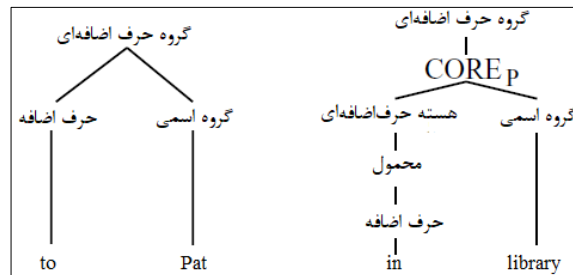 گروه حرف اضافه‌ای
گروه حرف اضافه‌ای
COREP
حرف اضافه
گروه اسمی
هسته حرف‌اضافه‌ای
گروه اسمی
محمول
حرف اضافه
to
Pat
in
library